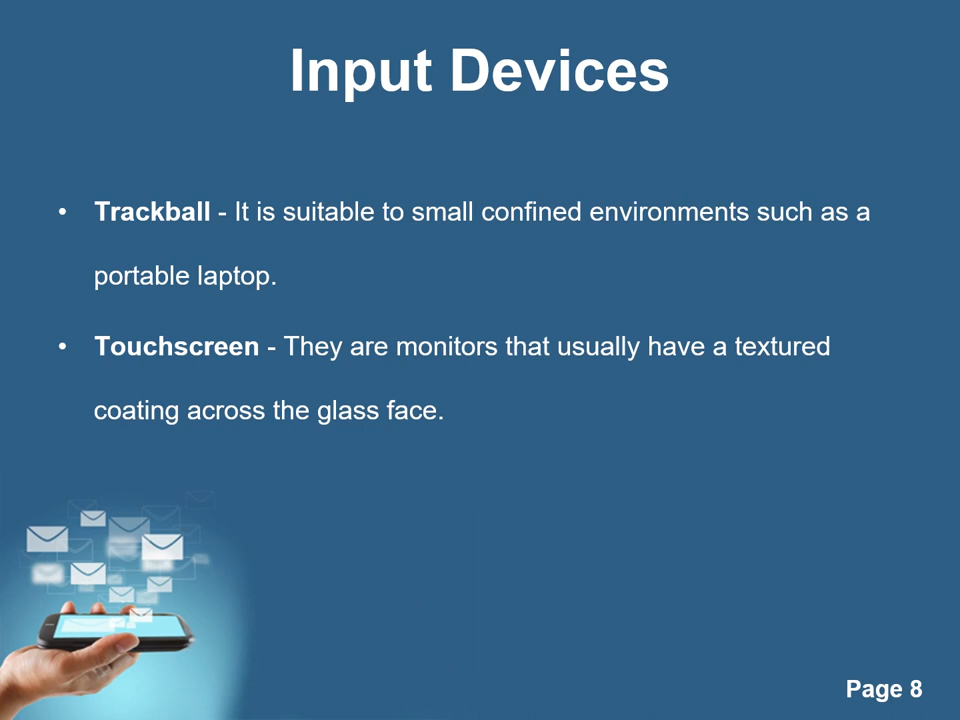 Input Devices
• Trackball - It is suitable to small confined environments such as a
portable laptop.
• Touchscreen - They are monitors that usually have a textured
coating across the glass face.
Page 8